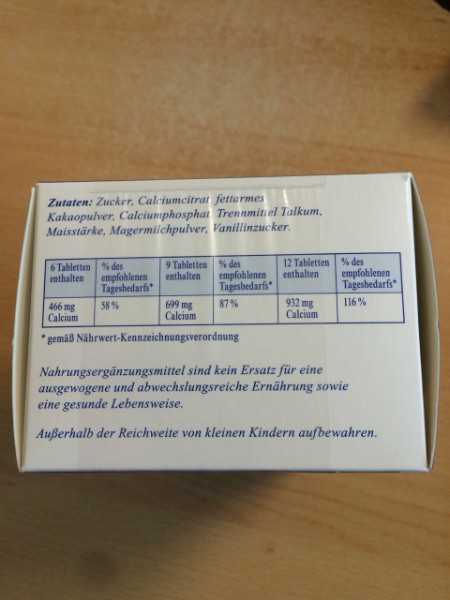 Zutaten: Zucker, Calciumcitrat, fettarmes
Kakaopulver, Calciumphosphat, Trennmittel Talkum,
Maisstärke, Magermilchpulver, Vanillinzucker.
6 Tabletten enthalten
% des empfohlenen Tagesbedarfs*
9 Tabletten enthalten
% des empfohlenen Tagesbedarfs*
12 Tabletten enthalten
% des empfohlenen Tagesbedarfs*
466 mg Calcium
58 %
699 mg Calcium
87 %
932 mg Calcium
116 %
* gemäß Nährwert-Kennzeichnungsverordnung
Nahrungsergänzungsmittel sind kein Ersatz für eine
ausgewogene und abwechslungsreiche Ernährung sowie
eine gesunde Lebensweise.
Außerhalb der Reichweite von kleinen Kindern aufbewahren.